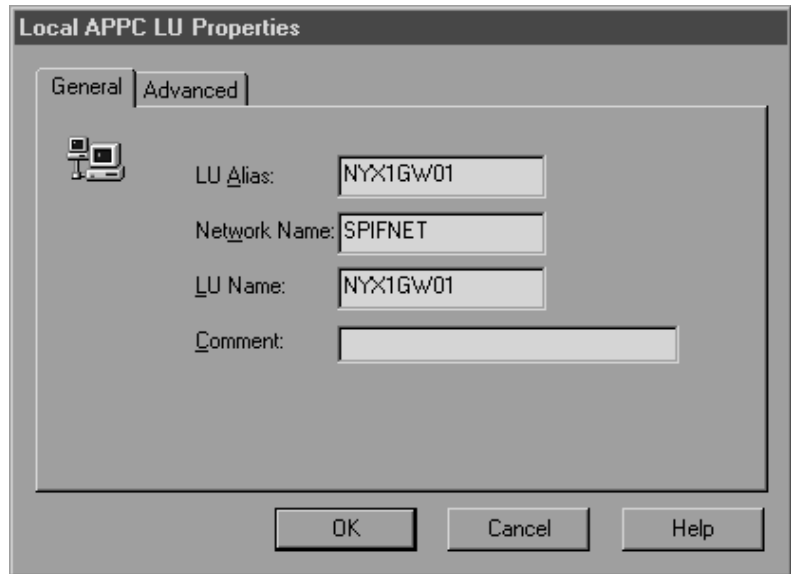 Local APPC LU Properties
General Advanced
LU Alias: NYX1GW01
Network Name: SPIFNET
LU Name: NYX1GW01
Comment:
OK Cancel Help